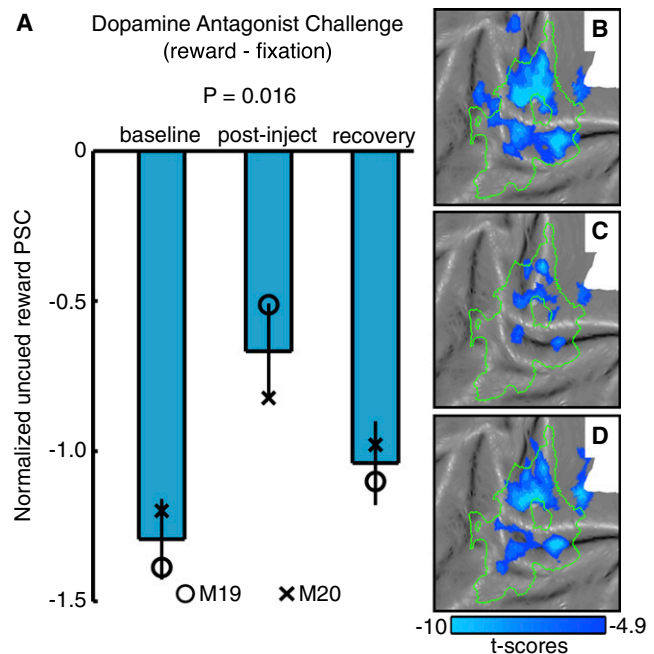 A
Dopamine Antagonist Challenge
(reward - fixation)
P = 0.016
baseline post-inject recovery
0
-0.5
-1.0
-1.5
Normalized uncued reward PSC
M19 M20
B
C
D
-10 -4.9
t-scores